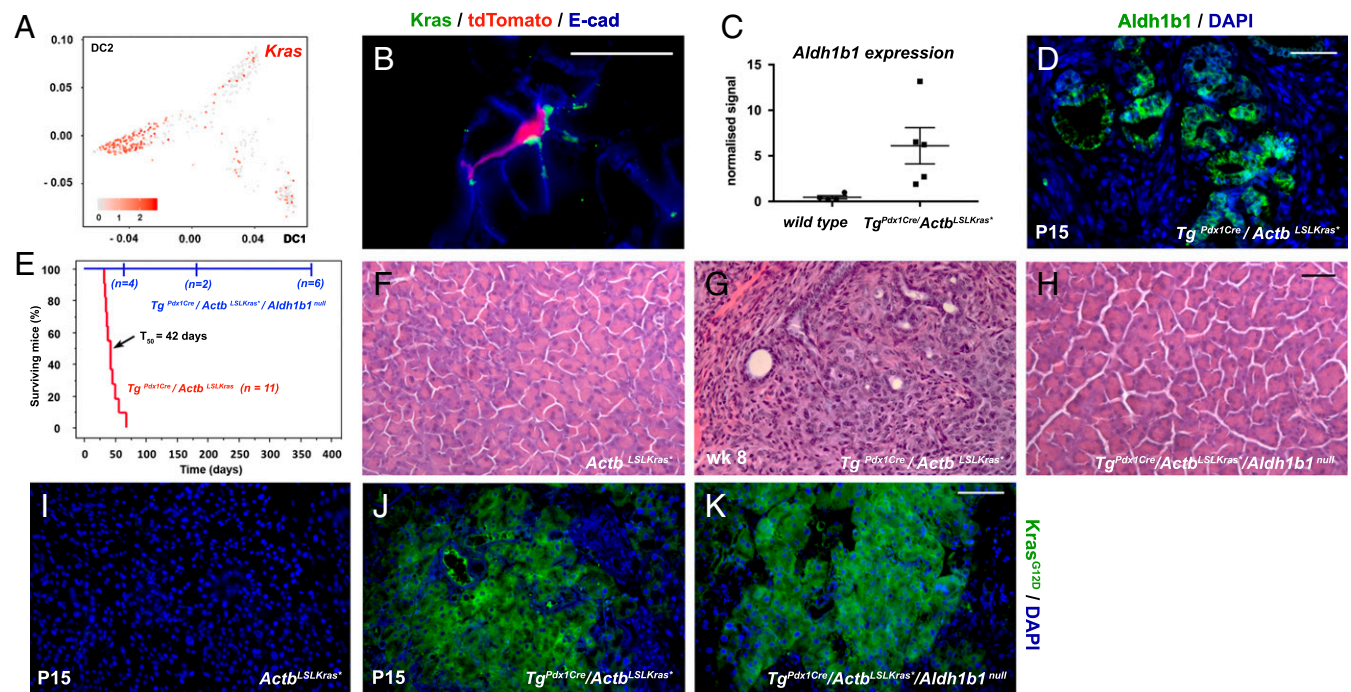 A
DC2
Kras
0.10
0.05
0.00
- 0.05
0 1 2
- 0.04 0.00 0.04 DC1
Kras / tdTomato / E-cad
B
C
Aldh1b1 expression
normalised signal
15
10
5
0
wild type Tg Pdx1Cre/Actb LSLKras*
Aldh1b1 / DAPI
D
P15 Tg Pdx1Cre / Actb LSLKras*
E
Surviving mice (%)
100
80
60
40
20
0
(n=4) (n=2) (n=6)
Tg Pdx1Cre / Actb LSLKras* / Aldh1b1 null
T50 = 42 days
Tg Pdx1Cre / Actb LSLKras (n = 11)
0 50 100 150 200 250 300 350 400
Time (days)
F
Actb LSLKras*
G
wk 8 Tg Pdx1Cre / Actb LSLKras*
H
Tg Pdx1Cre/Actb LSLKras*/Aldh1b1 null
I
P15 Actb LSLKras*
J
P15 Tg Pdx1Cre/Actb LSLKras*
K
Tg Pdx1Cre/Actb LSLKras*/Aldh1b1 null
Kras G12D / DAPI